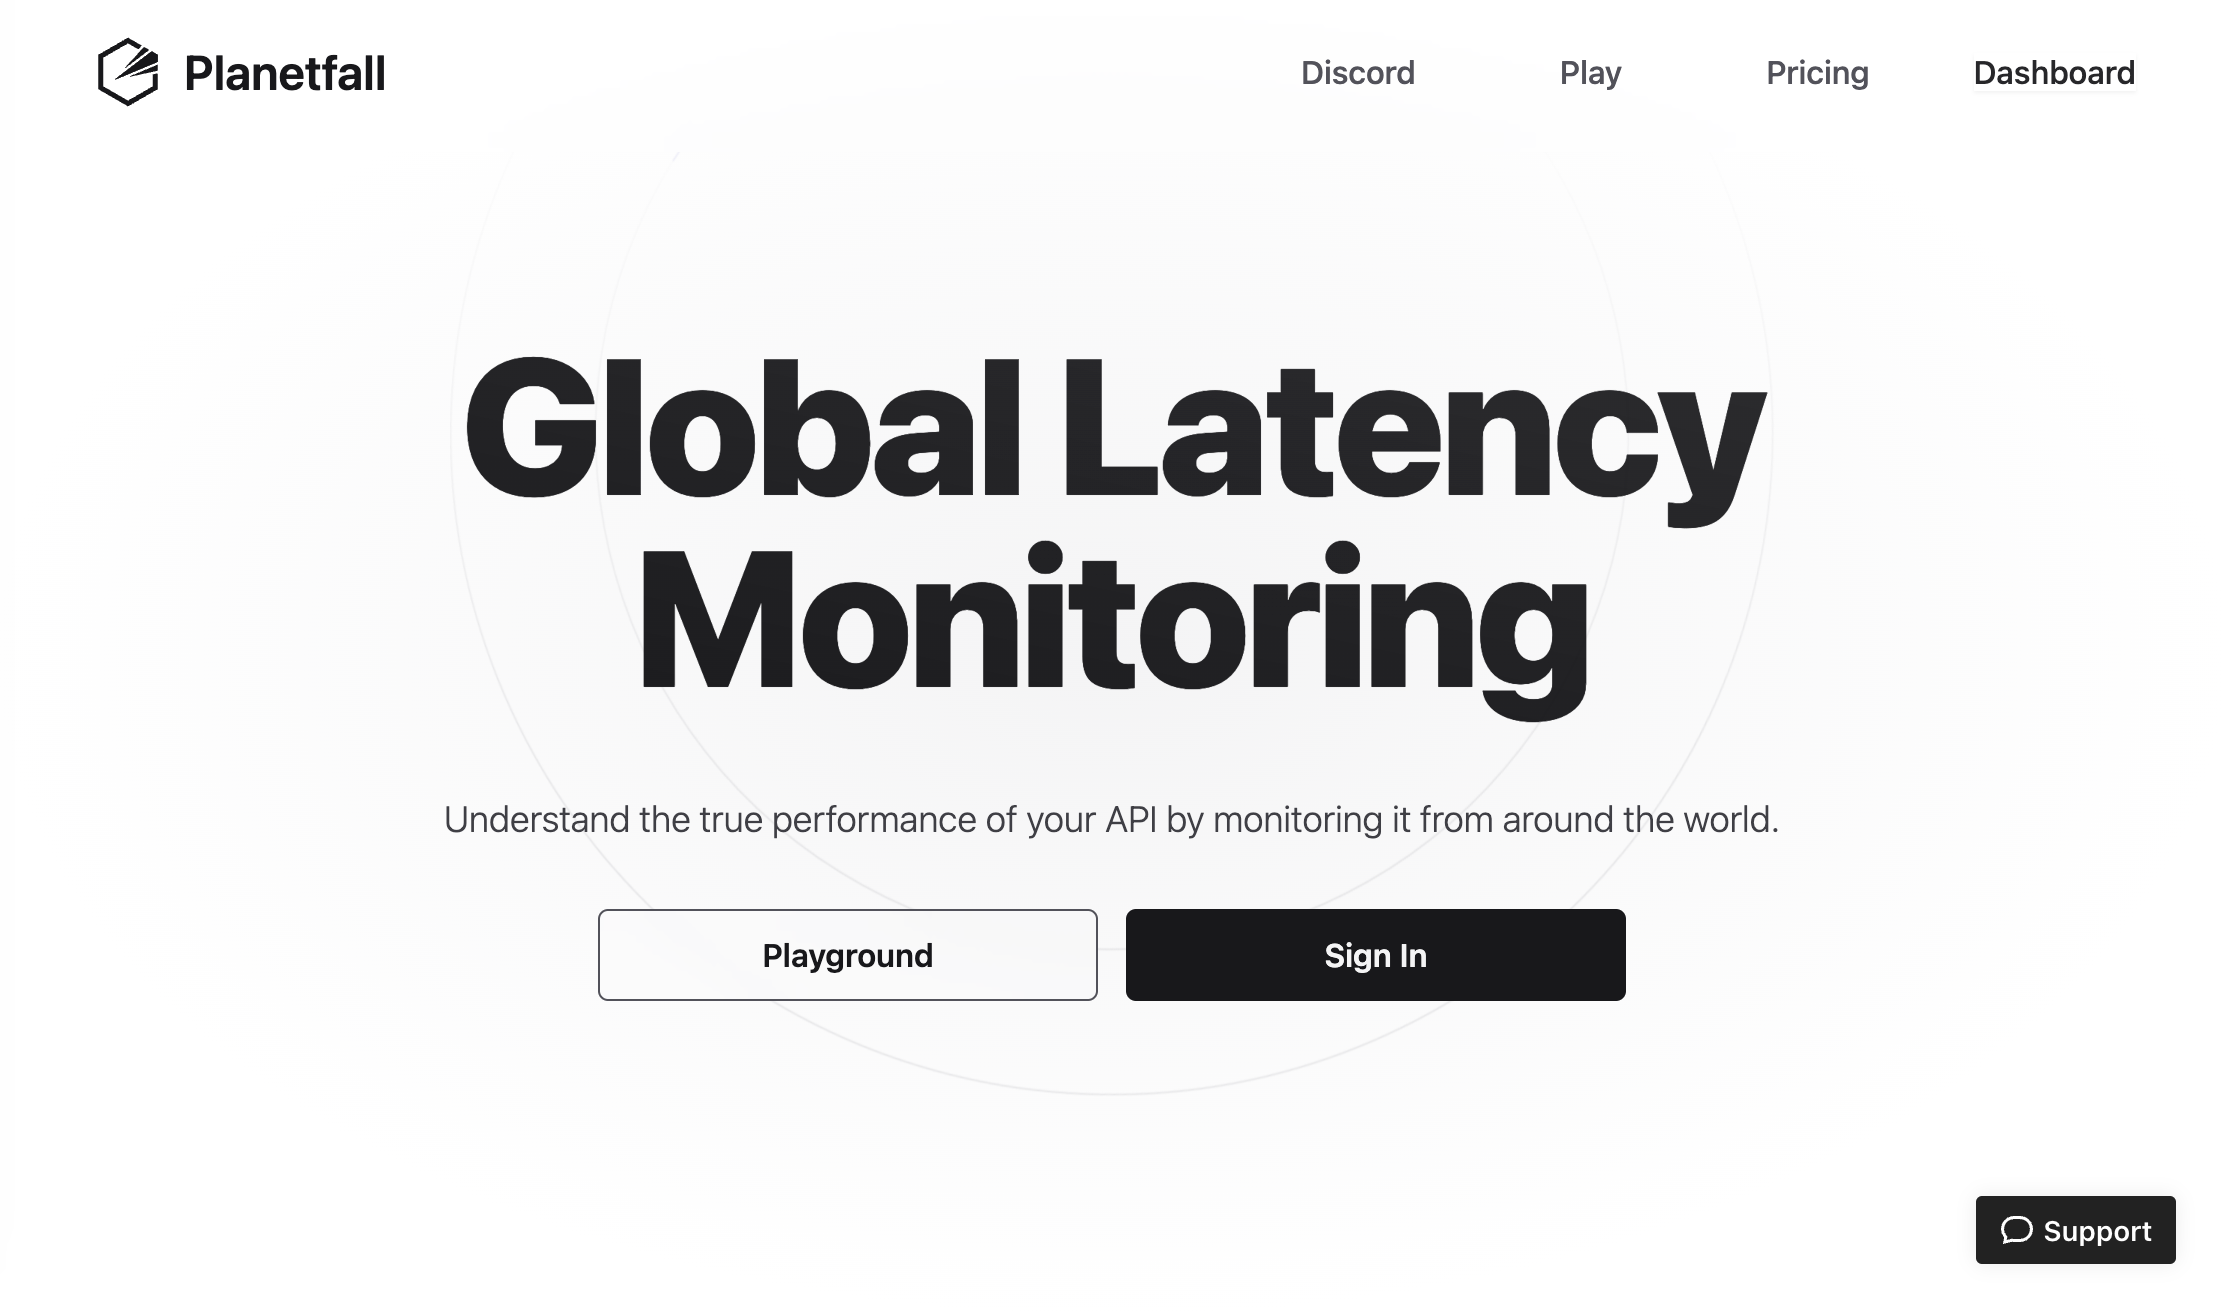 Planetfall
Discord
Play
Pricing
Dashboard
Global Latency
Monitoring
Understand the true performance of your API by monitoring it from around the world.
Playground
Sign In
Support